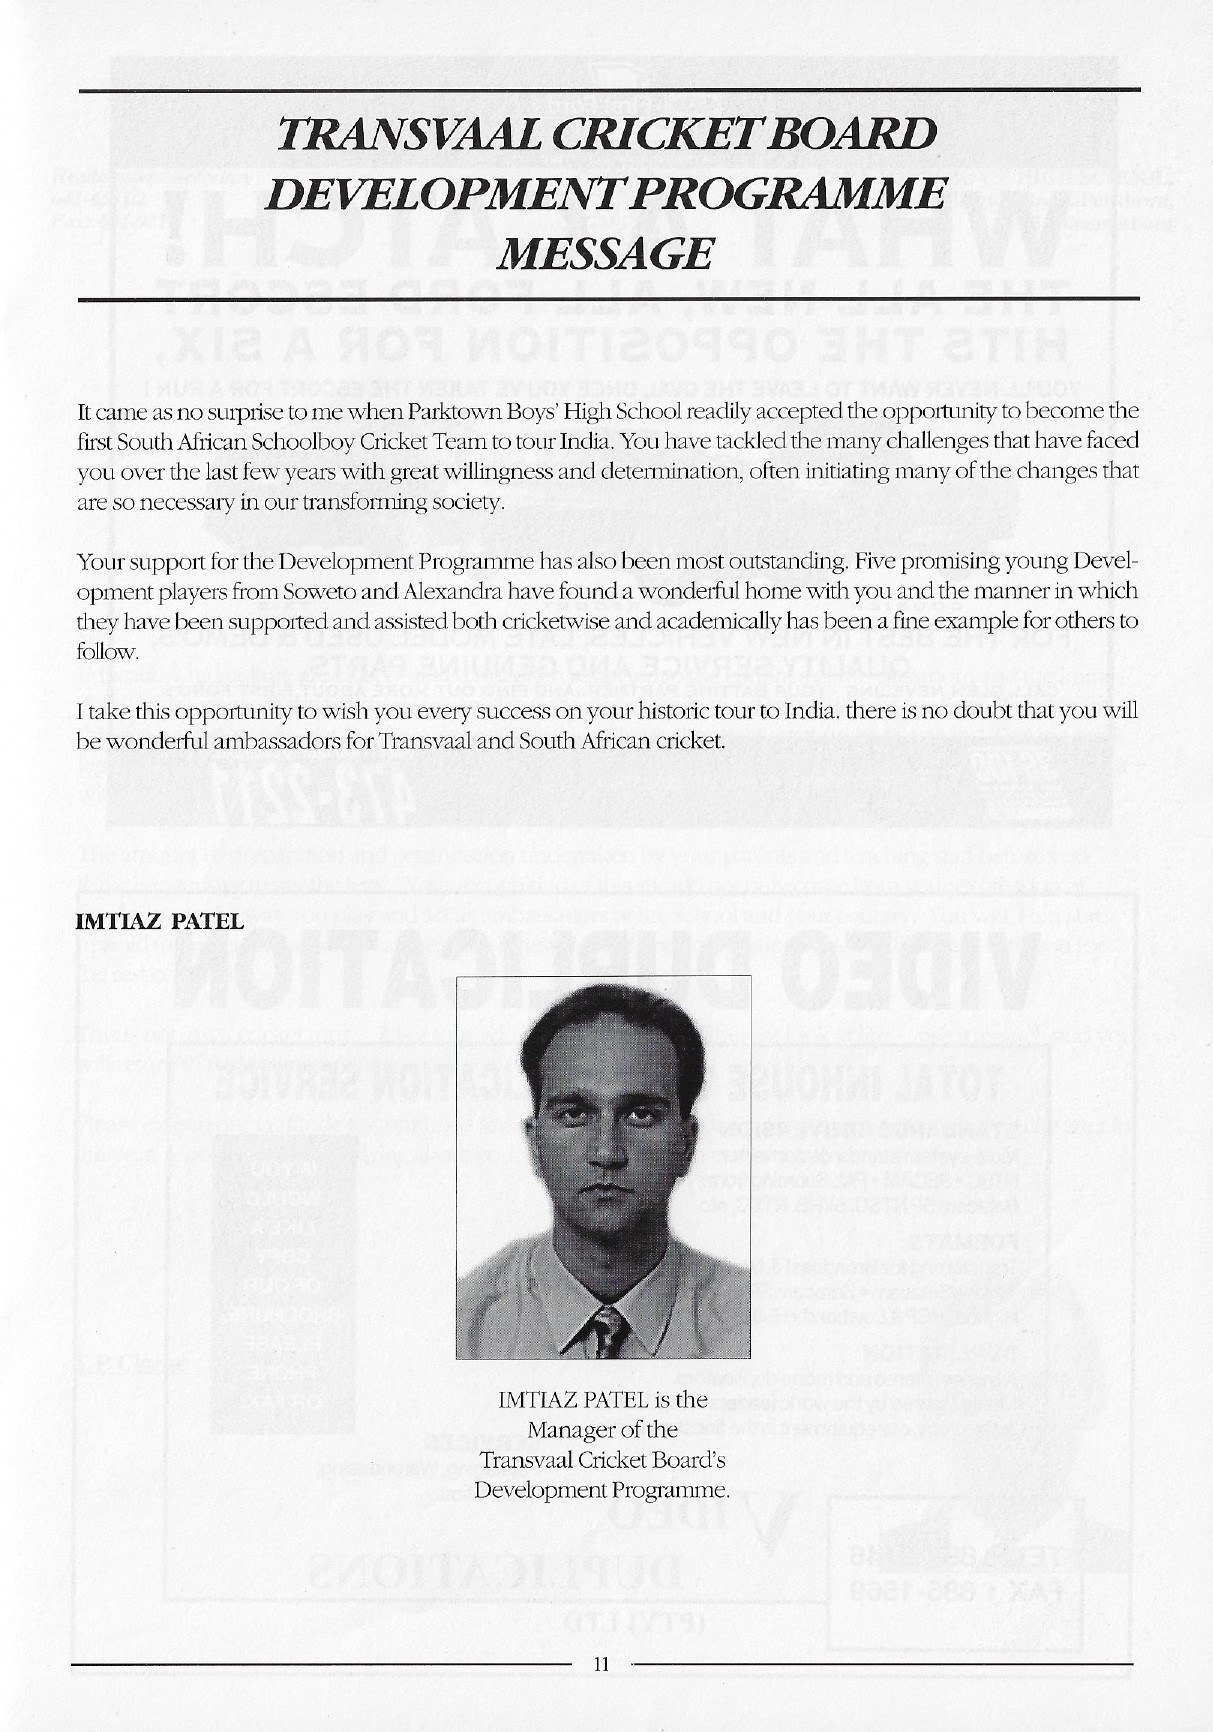 TRANSVAAL CRICKET BOARD
DEVELOPMENT PROGRAMME
MESSAGE
It came as no surprise to me when Parktown Boys' High School readily accepted the opportunity to become the
first South African Schoolboy Cricket Team to tour India. You have tackled the many challenges that have faced
you over the last few years with great willingness and determination, often initiating many of the changes that
are so necessary in our transforming society.
Your support for the Development Programme has also been most outstanding. Five promising young Devel-
opment players from Soweto and Alexandra have found a wonderful home with you and the manner in which
they have been supported and assisted both cricketwise and academically has been a fine example for others to
follow.
I take this opportunity to wish you every success on your historic tour to India. there is no doubt that you will
be wonderful ambassadors for Transvaal and South African cricket.
IMTIAZ PATEL
IMTIAZ PATEL is the
Manager of the
Transvaal Cricket Board's
Development Programme.
11